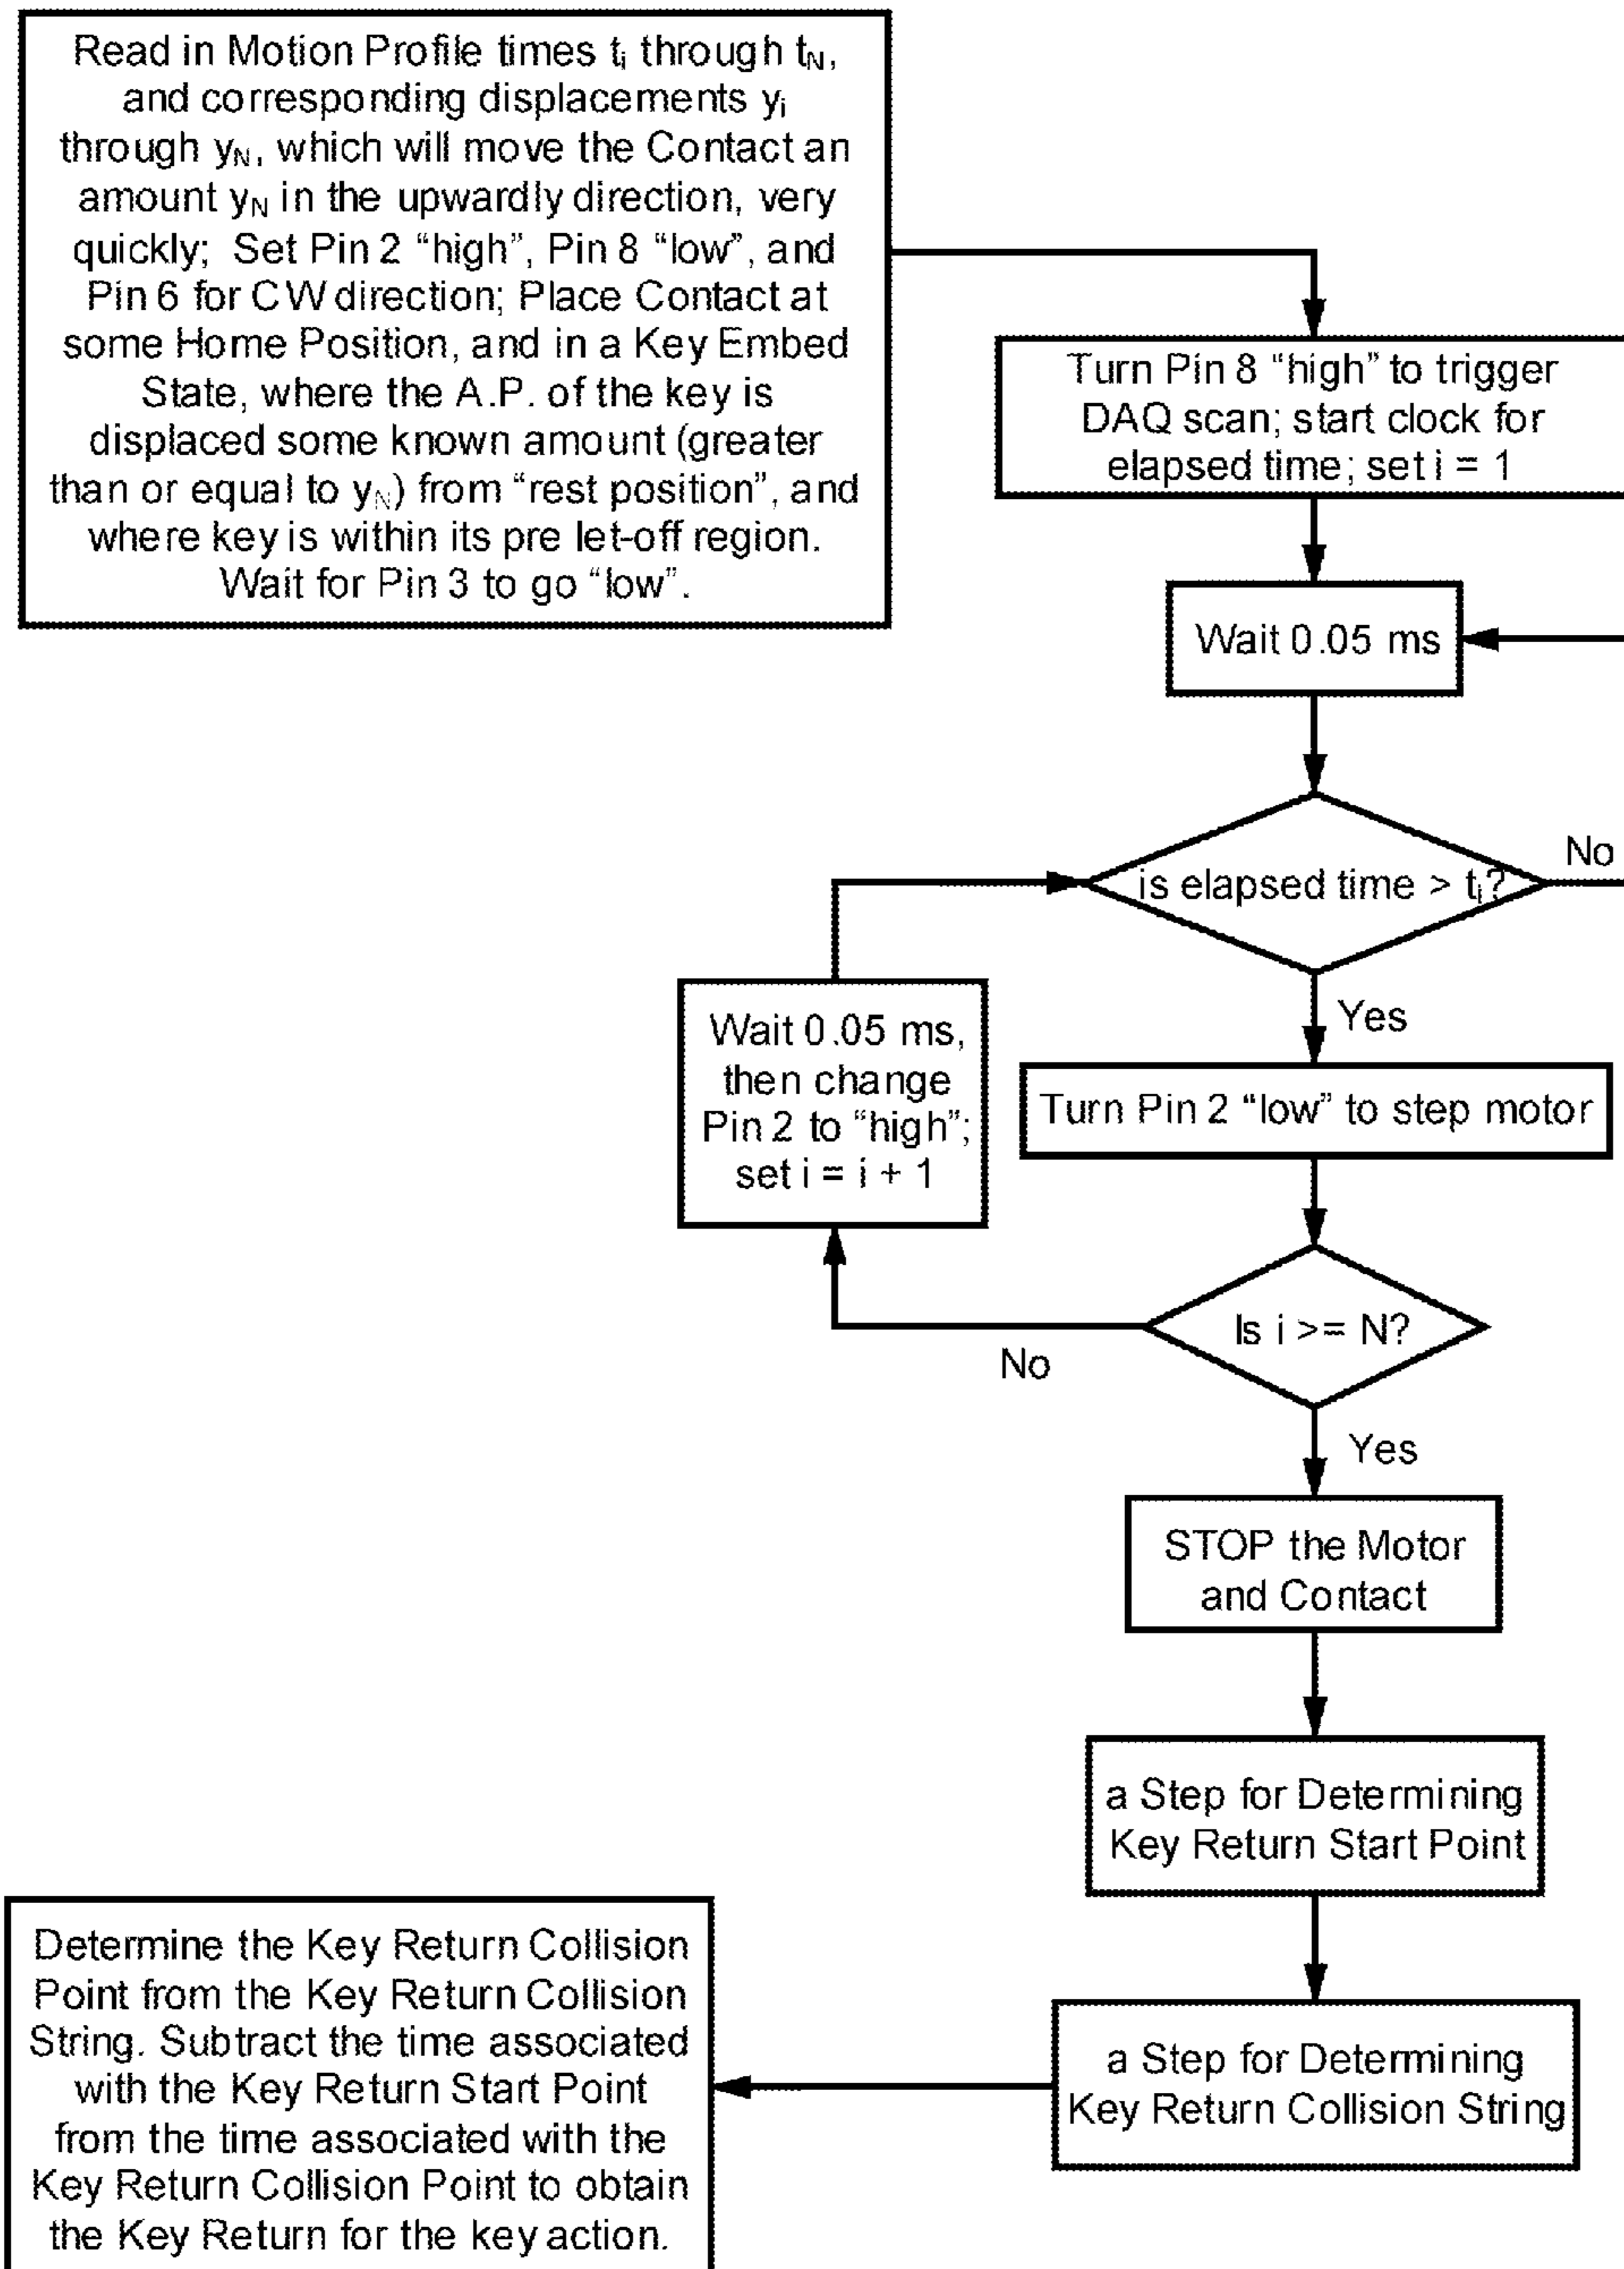 Read in Motion Profile times tᵢ through t_N,
and corresponding displacements yᵢ
through y_N, which will move the Contact an
amount y_N in the upwardly direction, very
quickly; Set Pin 2 “high”, Pin 8 “low”, and
Pin 6 for CW direction; Place Contact at
some Home Position, and in a Key Embed
State, where the A.P. of the key is
displaced some known amount (greater
than or equal to y_N) from “rest position”, and
where key is within its pre let-off region.
Wait for Pin 3 to go “low”.
Turn Pin 8 “high” to trigger
DAQ scan; start clock for
elapsed time; set i = 1
Wait 0.05 ms
is elapsed time > tᵢ?
No
Yes
Turn Pin 2 “low” to step motor
Wait 0.05 ms,
then change
Pin 2 to “high”;
set i = i + 1
Is i >= N?
No
Yes
STOP the Motor
and Contact
a Step for Determining
Key Return Start Point
a Step for Determining
Key Return Collision String
Determine the Key Return Collision
Point from the Key Return Collision
String. Subtract the time associated
with the Key Return Start Point
from the time associated with the
Key Return Collision Point to obtain
the Key Return for the key action.